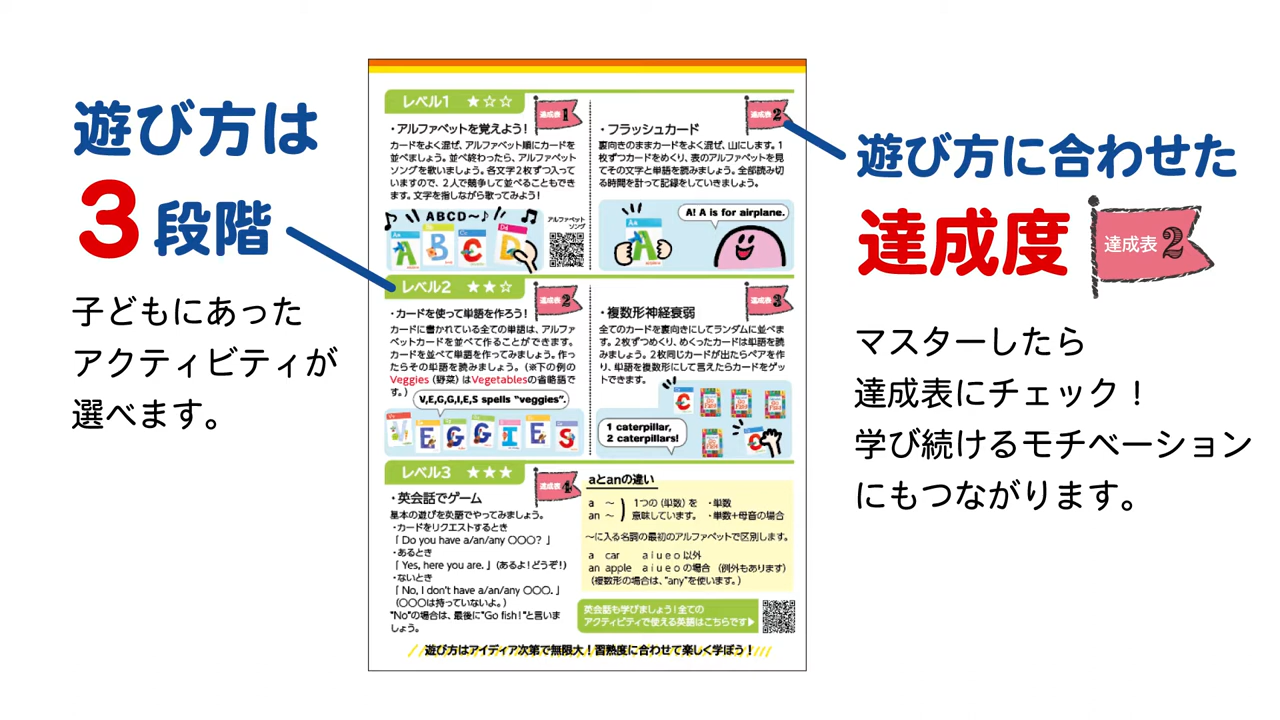 遊び方は
3段階
子どもにあった
アクティビティが
選べます。
レベル1 ★☆☆
達成表1
・アルファベットを覚えよう！
カードをよく混ぜ、アルファベット順にカードを
並べましょう。並べ終わったら、アルファベット
ソングを歌いましょう。各文字2枚ずつ入って
いますので、2人で競争して並べることもでき
ます。文字を指しながら歌ってみよう！
ABCD〜♪
アルファベット
ソング
Aa
A
B
Cc
C
Dd
D
達成表2
・フラッシュカード
裏向きのままカードをよく混ぜ、山にします。1
枚ずつカードをめくり、表のアルファベットを見
てその文字と単語を読みましょう。全部読み切
る時間を計って記録をしていきましょう。
A! A is for airplane.
Aa
A
レベル2 ★★☆
達成表2
・カードを使って単語を作ろう！
カードに書かれている全ての単語は、アルファ
ベットカードを並べて作ることができます。
カードを並べて単語を作ってみましょう。作っ
たらその単語を読みましょう。（※下の例の
Veggies（野菜）はVegetablesの省略語で
す。）
V,E,G,G,I,E,S spells "veggies".
E G G I E S
達成表3
・複数形神経衰弱
全てのカードを裏向きにしてランダムに並べま
す。2枚ずつめくり、めくったカードは単語を読
みましょう。2枚同じカードが出たらペアを作
り、単語を複数形にして言えたらカードをゲッ
トできます。
C
Go Fish
1 caterpillar,
2 caterpillars!
レベル3 ★★★
達成表4
・英会話でゲーム
基本の遊びを英語でやってみましょう。
・カードをリクエストするとき
「Do you have a/an/any ○○○?」
・あるとき
「Yes, here you are.」（あるよ！どうぞ！）
・ないとき
「No, I don't have a/an/any ○○○.」
（○○○は持っていないよ。）
"No"の場合は、最後に"Go fish!"と言いま
しょう。
aとanの違い
a 〜 ）1つの（単数）を ・単数
an 〜 ）意味しています。 ・単数+母音の場合
〜に入る名詞の最初のアルファベットで区別します。
a car a i u e o 以外
an apple a i u e o の場合（例外もあります）
（複数形の場合は、"any"を使います。）
英会話も学びましょう！全ての
アクティビティで使える英語はこちらです▶
遊び方はアイディア次第で無限大！習熟度に合わせて楽しく学ぼう！
遊び方に合わせた
達成度
達成表2
マスターしたら
達成表にチェック！
学び続けるモチベーション
にもつながります。